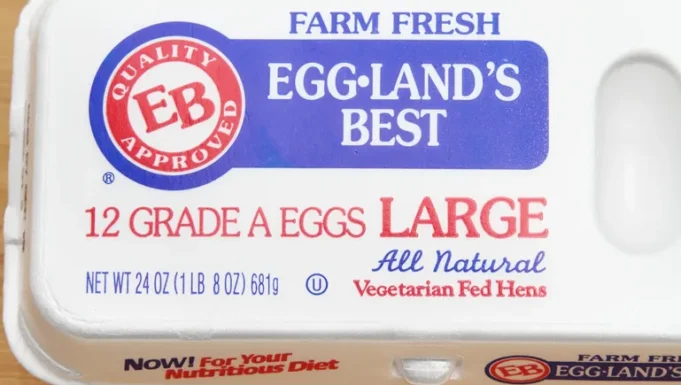 FARM FRESH
QUALITY
EB
APPROVED
®
EGG•LAND'S
BEST
12 GRADE A EGGS LARGE
All Natural
NET WT 24 OZ (1 LB 8 OZ) 681g
U
Vegetarian Fed Hens
NOW! For Your
Nutritious Diet
EB
FARM
EGG•LAND'S